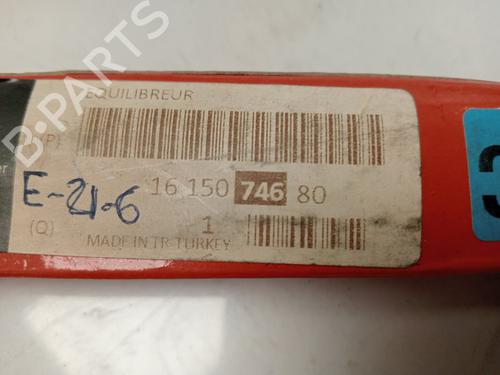 EQUILIBREUR
(P)
16 150 746 80
E-21-6
(Q)
1
MADE IN TR TURKEY
B-PARTS